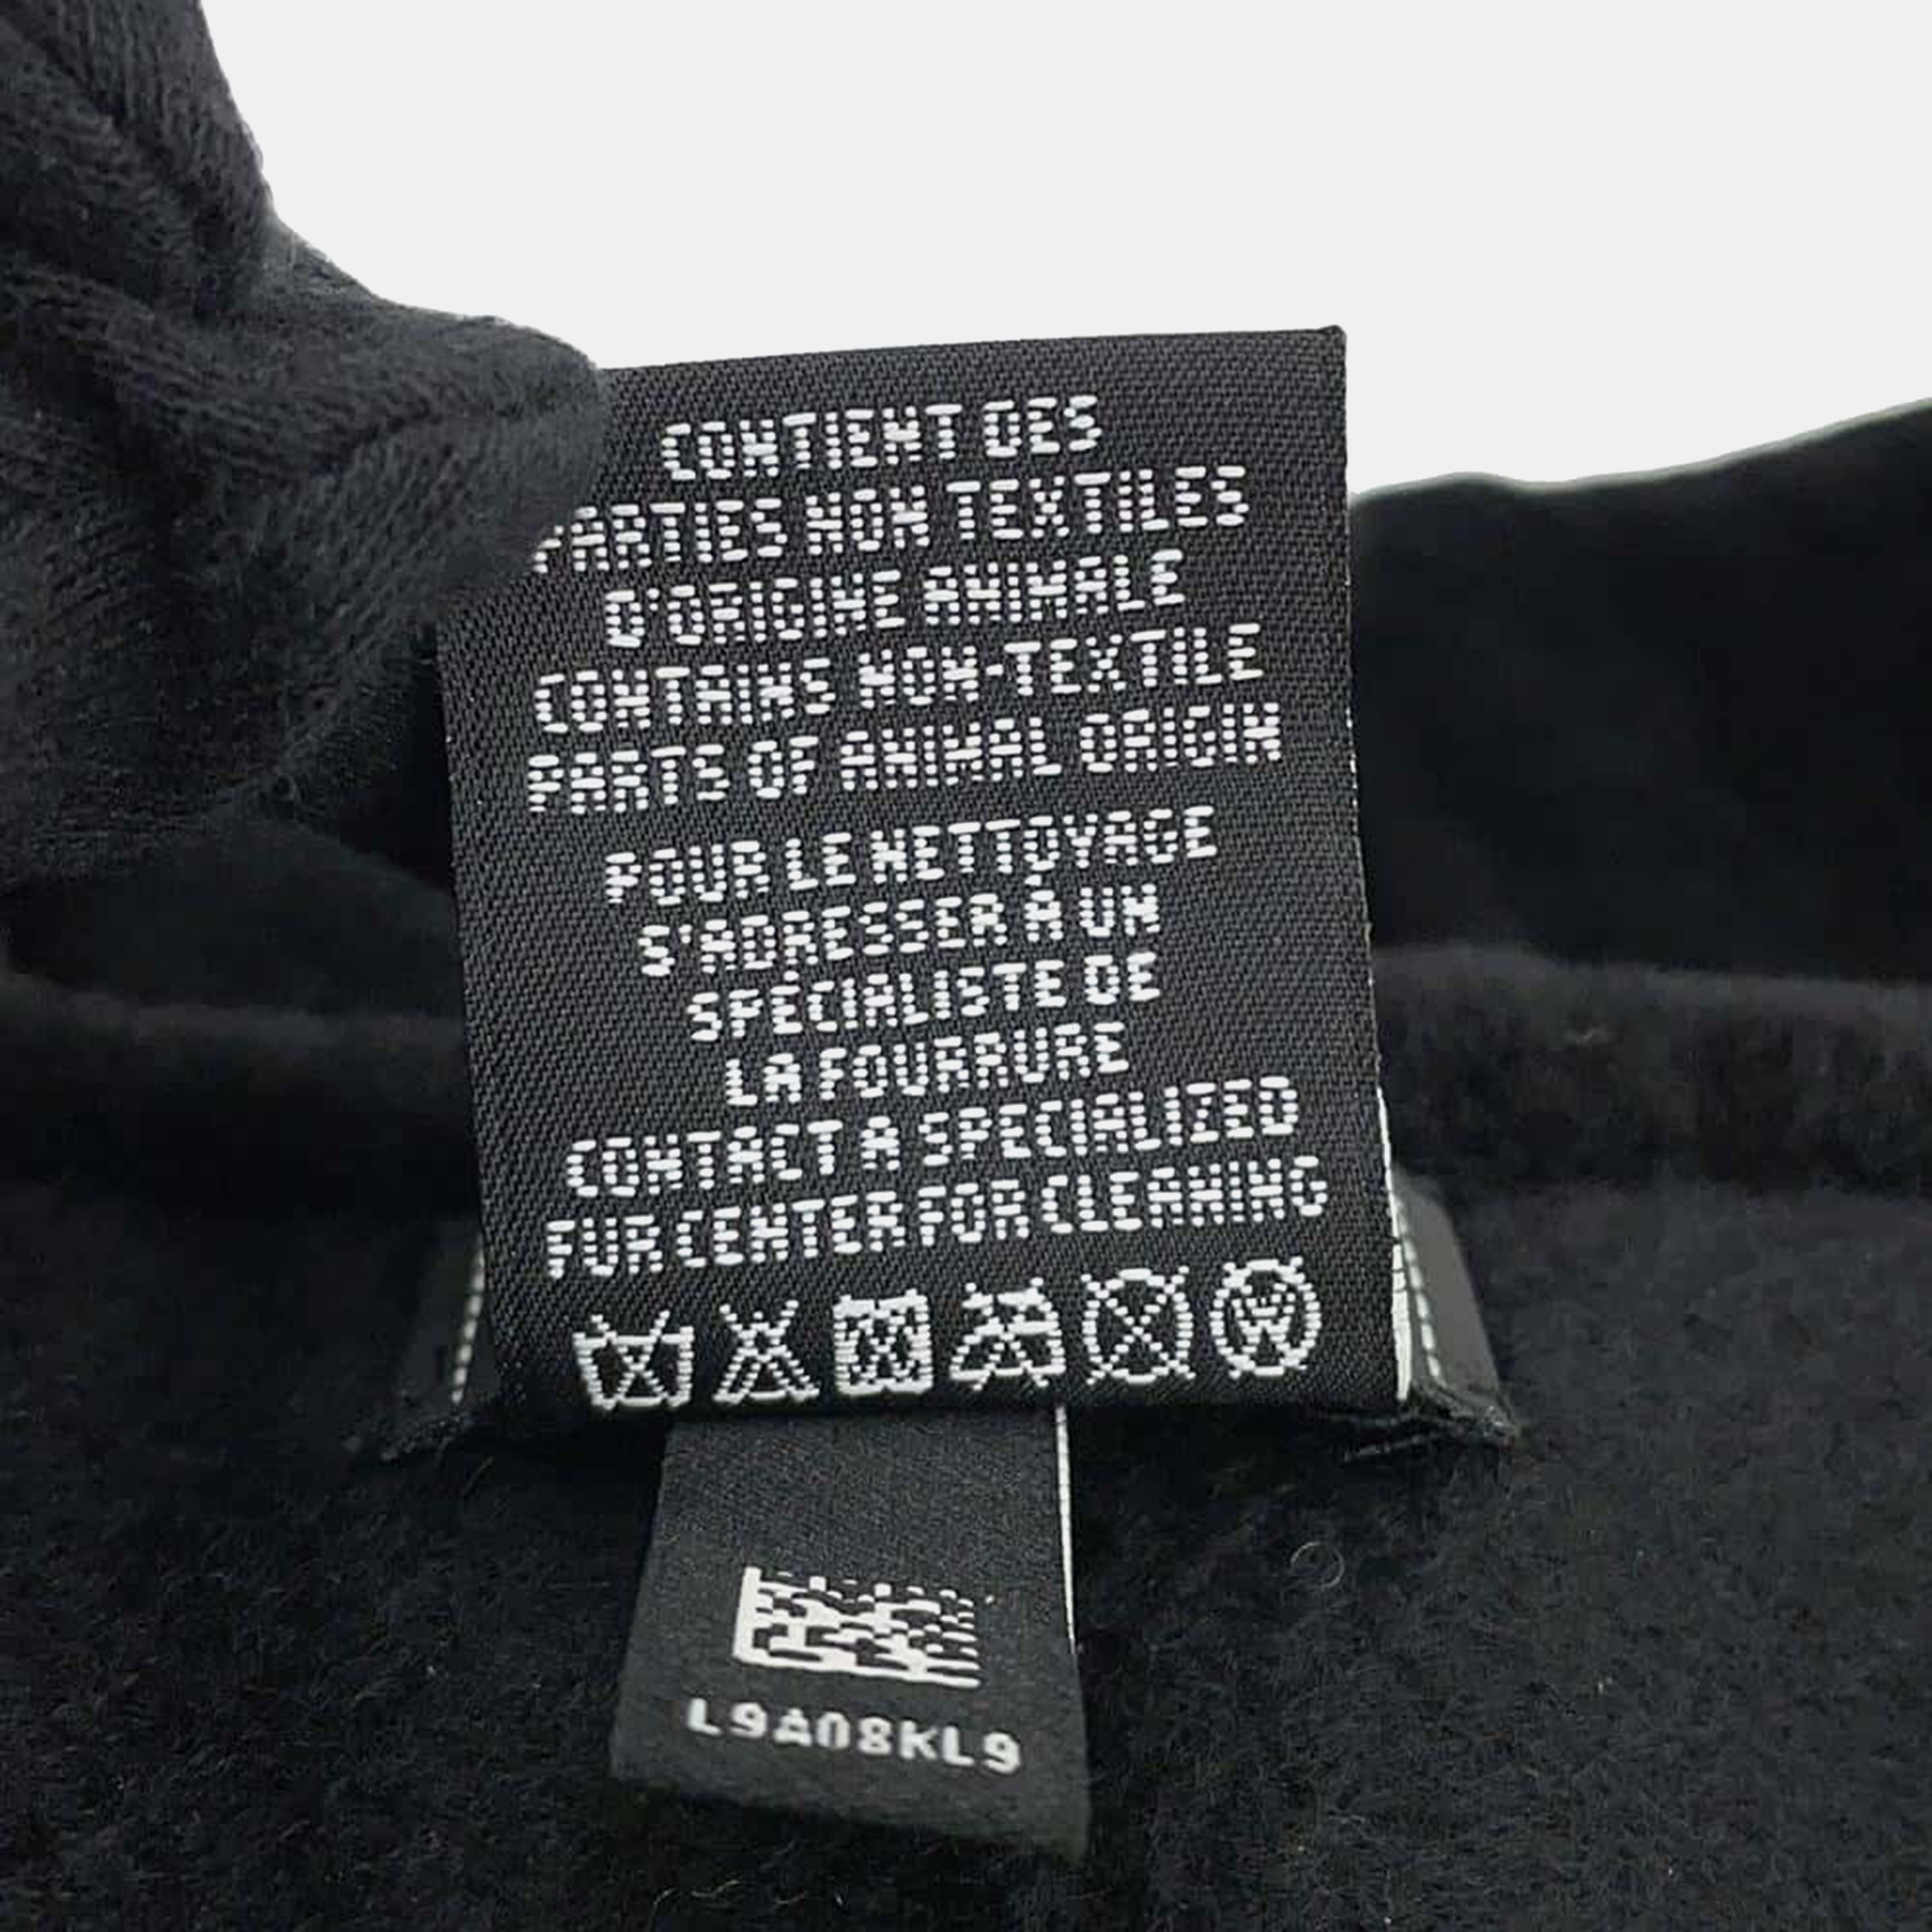 CONTIENT DES
PARTIES NON TEXTILES
D'ORIGINE ANIMALE
CONTAINS NON-TEXTILE
PARTS OF ANIMAL ORIGIN
POUR LE NETTOYAGE
S'ADRESSER À UN
SPÉCIALISTE DE
LA FOURRURE
CONTACT A SPECIALIZED
FUR CENTER FOR CLEANING
W
L9A08KL9